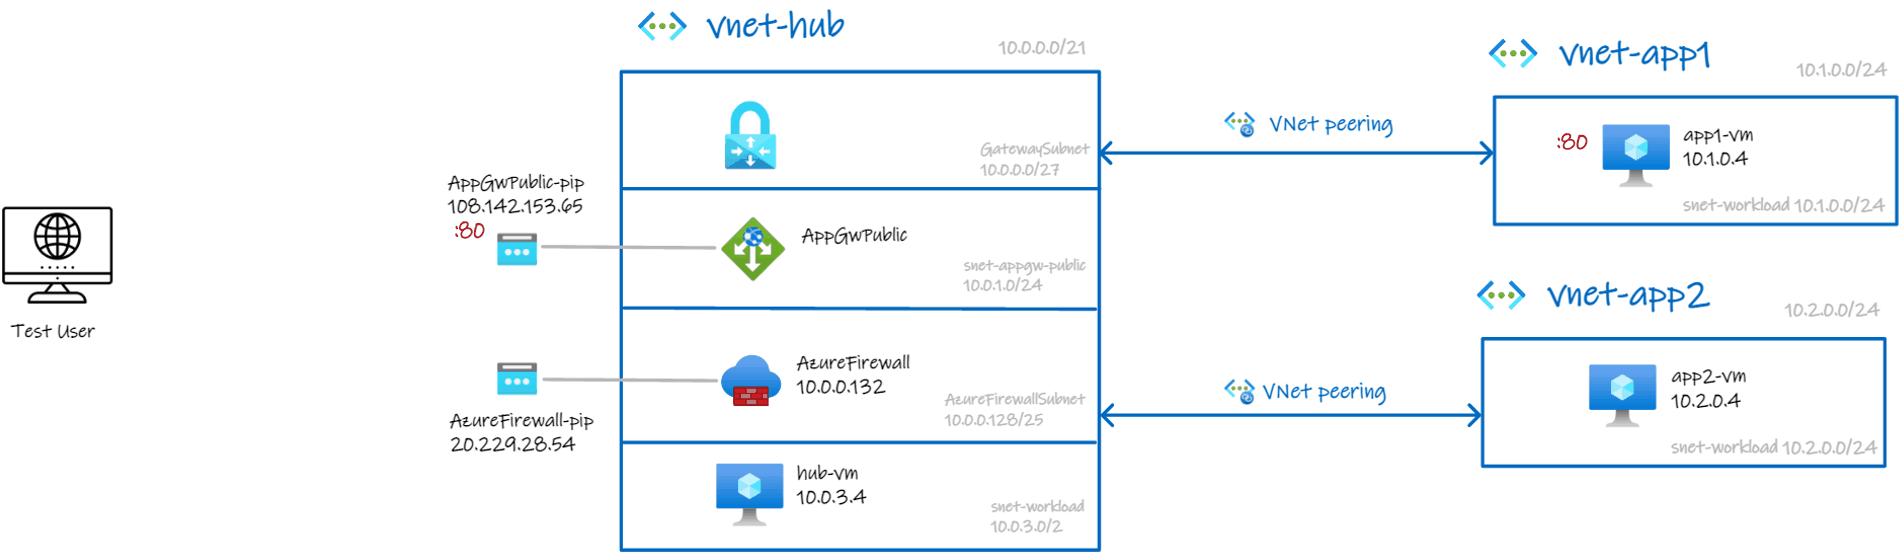 vnet-hub
10.0.0.0/21
GatewaySubnet
10.0.0.0/27
AppGwPublic-pip
108.142.153.65
:80
AppGwPublic
snet-appgw-public
10.0.1.0/24
Test User
AzureFirewall
10.0.0.132
AzureFirewallSubnet
10.0.0.128/25
AzureFirewall-pip
20.229.28.54
hub-vm
10.0.3.4
snet-workload
10.0.3.0/2
VNet peering
VNet peering
vnet-app1
10.1.0.0/24
:80
app1-vm
10.1.0.4
snet-workload 10.1.0.0/24
vnet-app2
10.2.0.0/24
app2-vm
10.2.0.4
snet-workload 10.2.0.0/24